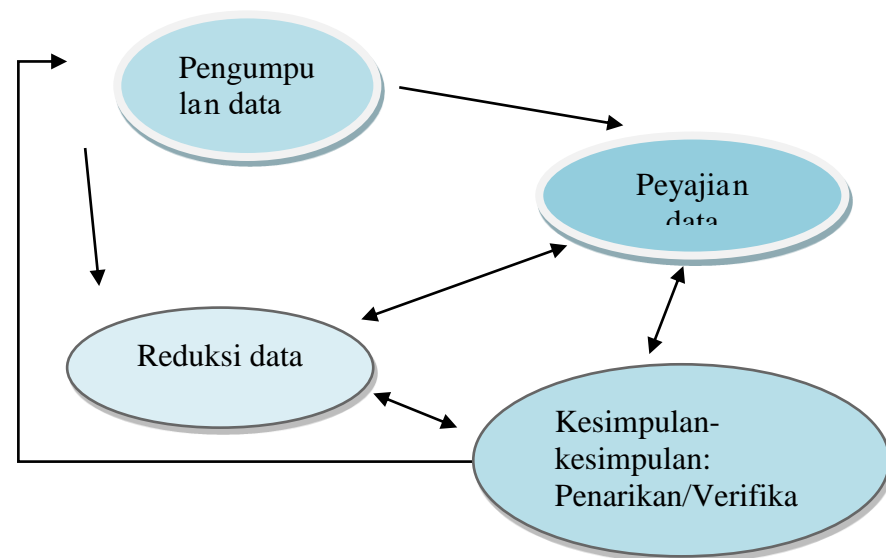 Pengumpu
lan data
Peyajian
data
Reduksi data
Kesimpulan-
kesimpulan:
Penarikan/Verifika